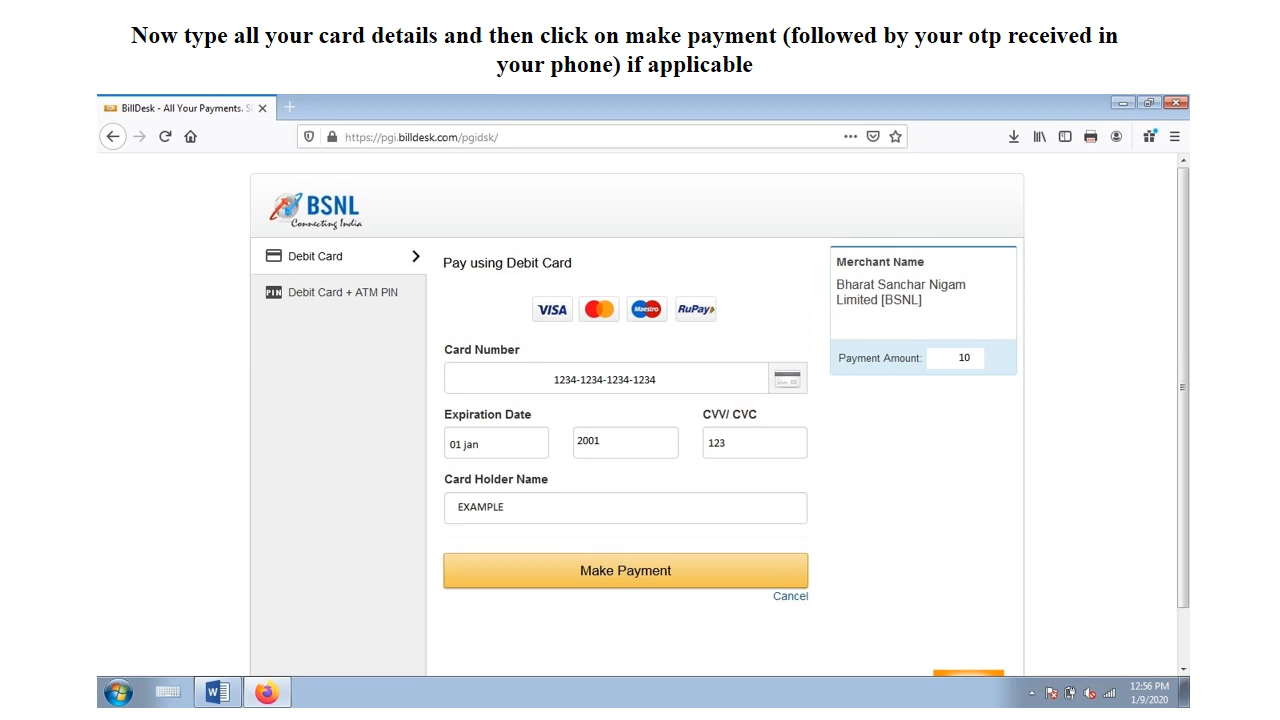 Now type all your card details and then click on make payment (followed by your otp received in
your phone) if applicable
BillDesk - All Your Payments.
https://pgi.billdesk.com/pgidsk/
BSNL
Connecting India
Debit Card
PIN Debit Card + ATM PIN
Pay using Debit Card
VISA Maestro RuPay
Card Number
1234-1234-1234-1234
Expiration Date CVV/ CVC
01 jan 2001 123
Card Holder Name
EXAMPLE
Make Payment
Cancel
Merchant Name
Bharat Sanchar Nigam
Limited [BSNL]
Payment Amount: 10
W
12:56 PM
1/9/2020